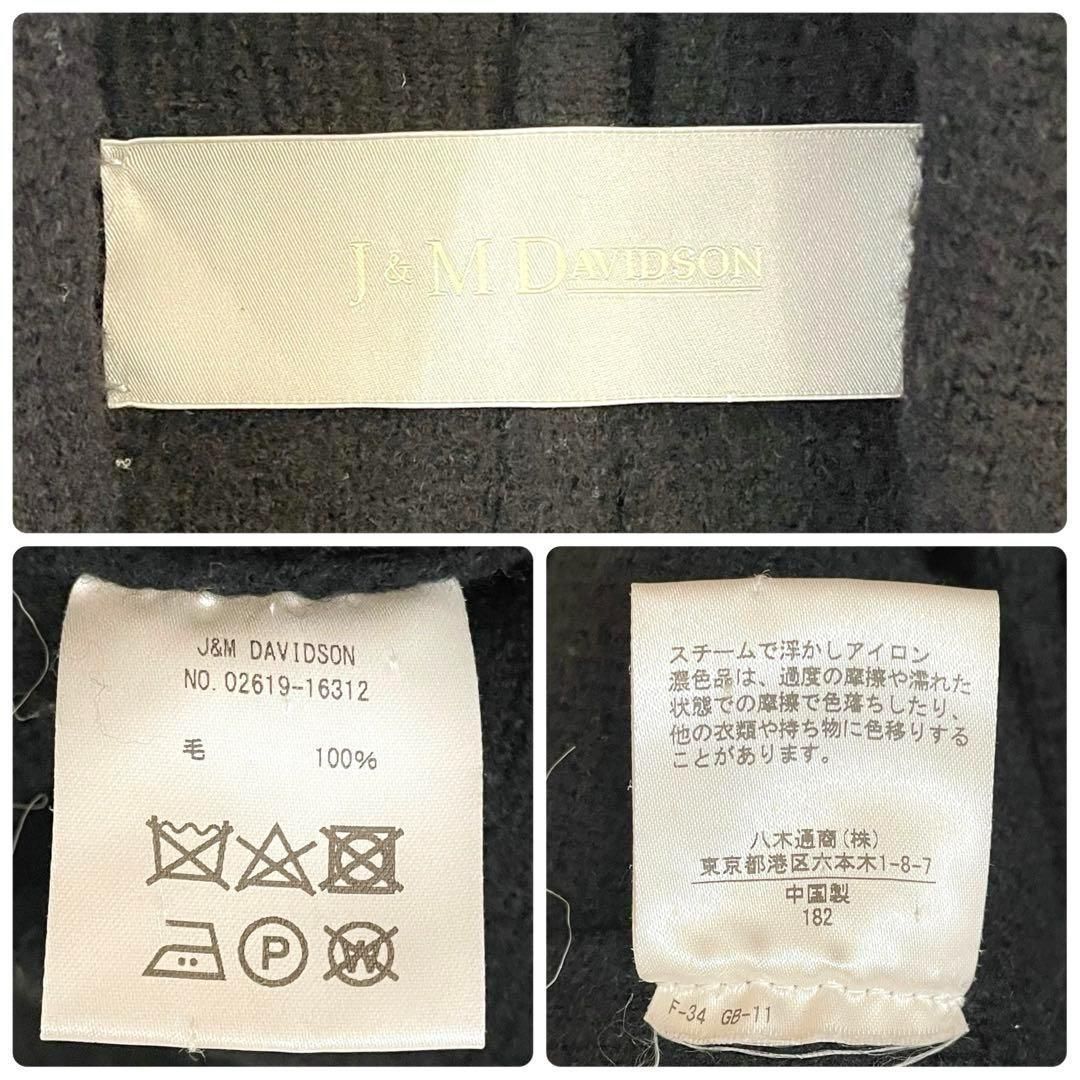 J & M DAVIDSON
J&M DAVIDSON
NO. 02619-16312
毛 100%
P
W
スチームで浮かしアイロン
濃色品は、過度の摩擦や濡れた
状態での摩擦で色落ちしたり、
他の衣類や持ち物に色移りする
ことがあります。
八木通商(株)
東京都港区六本木1-8-7
中国製
182
F-34 GB-11